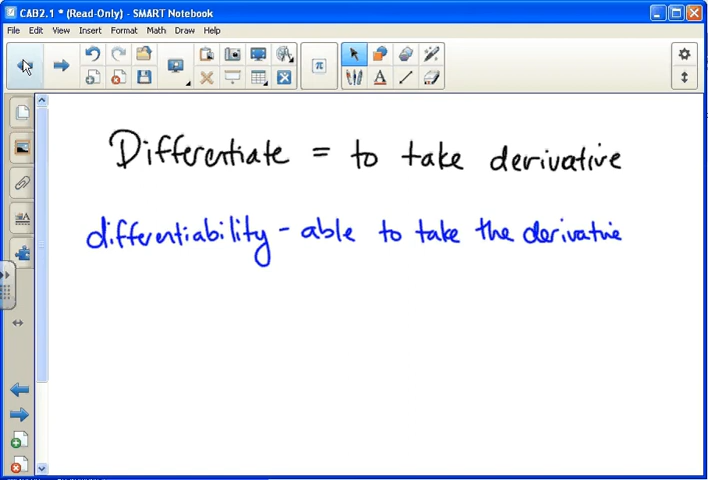 CAB2.1 * (Read-Only) - SMART Notebook
File Edit View Insert Format Math Draw Help
Differentiate = to take derivative
differentiability - able to take the derivative